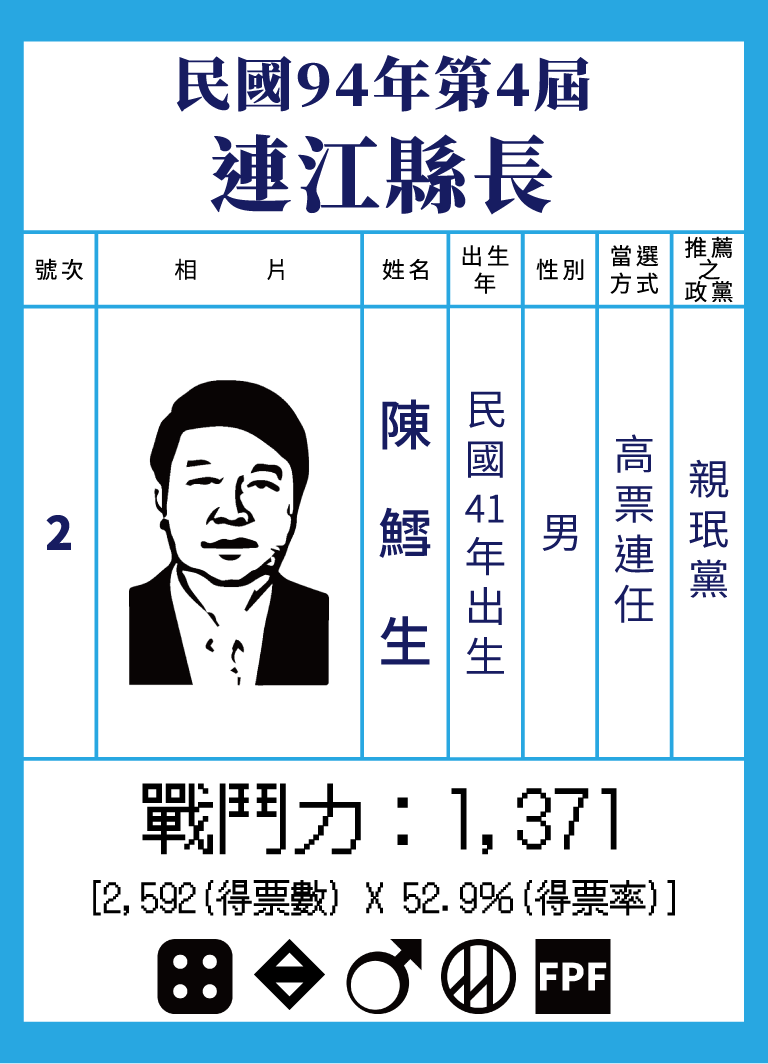 民國94年第4屆
連江縣長
號次
相 片
姓名
出生
年
性別
當選
方式
推薦
之
政黨
2
陳鱈生
民國41年出生
男
高票連任
親珉黨
戰鬥力：1,371
[2,592(得票數) X 52.9%(得票率)]
FPF